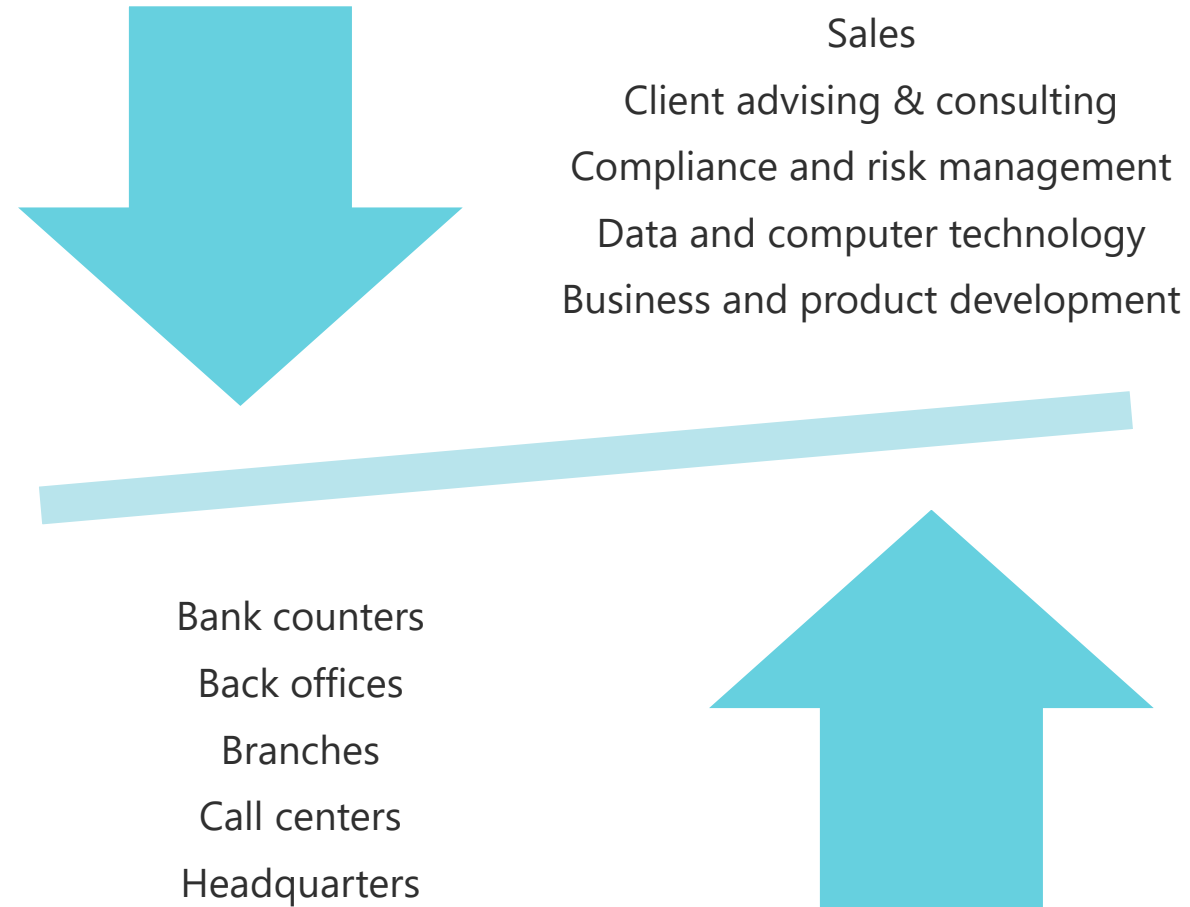 Sales
Client advising & consulting
Compliance and risk management
Data and computer technology
Business and product development
Bank counters
Back offices
Branches
Call centers
Headquarters